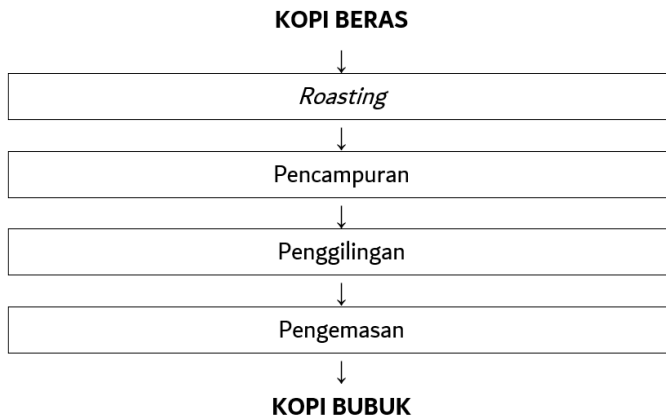 KOPI BERAS
↓
Roasting
↓
Pencampuran
↓
Penggilingan
↓
Pengemasan
↓
KOPI BUBUK